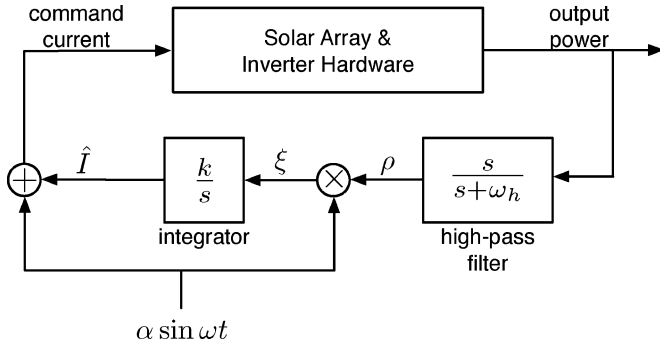 command
current
Solar Array &
Inverter Hardware
output
power
+
Î
k
s
ξ
×
ρ
s
s+ω_h
integrator
high-pass
filter
α sin ωt